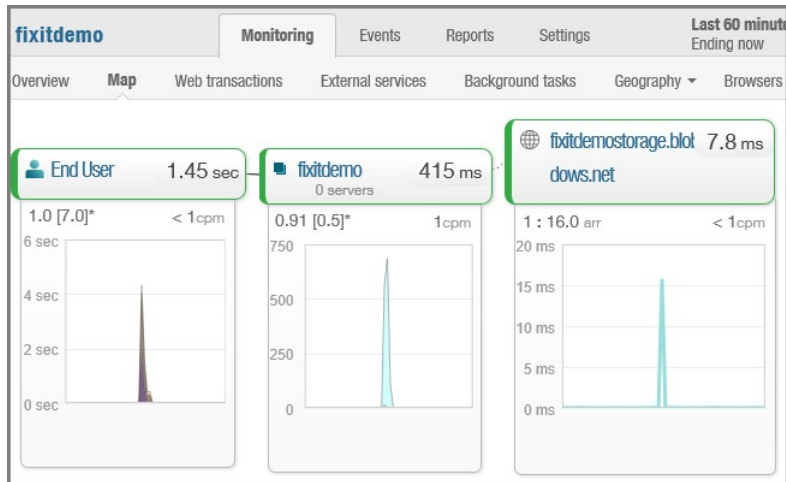 fixitdemo
Monitoring
Events
Reports
Settings
Last 60 minute
Ending now
Overview
Map
Web transactions
External services
Background tasks
Geography
Browsers
End User
1.45 sec
fixitdemo
0 servers
415 ms
fixitdemostorage.blob
dows.net
7.8 ms
1.0 [7.0]*
< 1cpm
6 sec
4 sec
2 sec
0 sec
0.91 [0.5]*
1cpm
750
500
250
0
1 : 16.0 arr
< 1cpm
20 ms
15 ms
10 ms
5 ms
0 ms